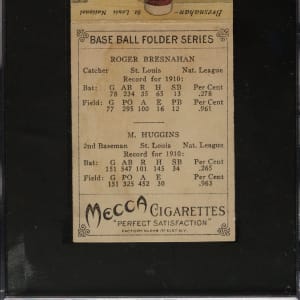 Bresnahan, St. Louis National
BASE BALL FOLDER SERIES
ROGER BRESNAHAN
Catcher St. Louis Nat. League
Record for 1910:
Bat: G AB R H SB Per Cent
78 234 35 65 13 .278
Field: G PO A E PB Per Cent
77 295 100 16 12 .961
M. HUGGINS
2nd Baseman St. Louis Nat. League
Record for 1910:
Bat: G AB R H SB Per Cent
151 547 101 145 34 .265
Field: G PO A E Per Cent
151 325 452 30 .963
MECCA CIGARETTES
"PERFECT SATISFACTION"